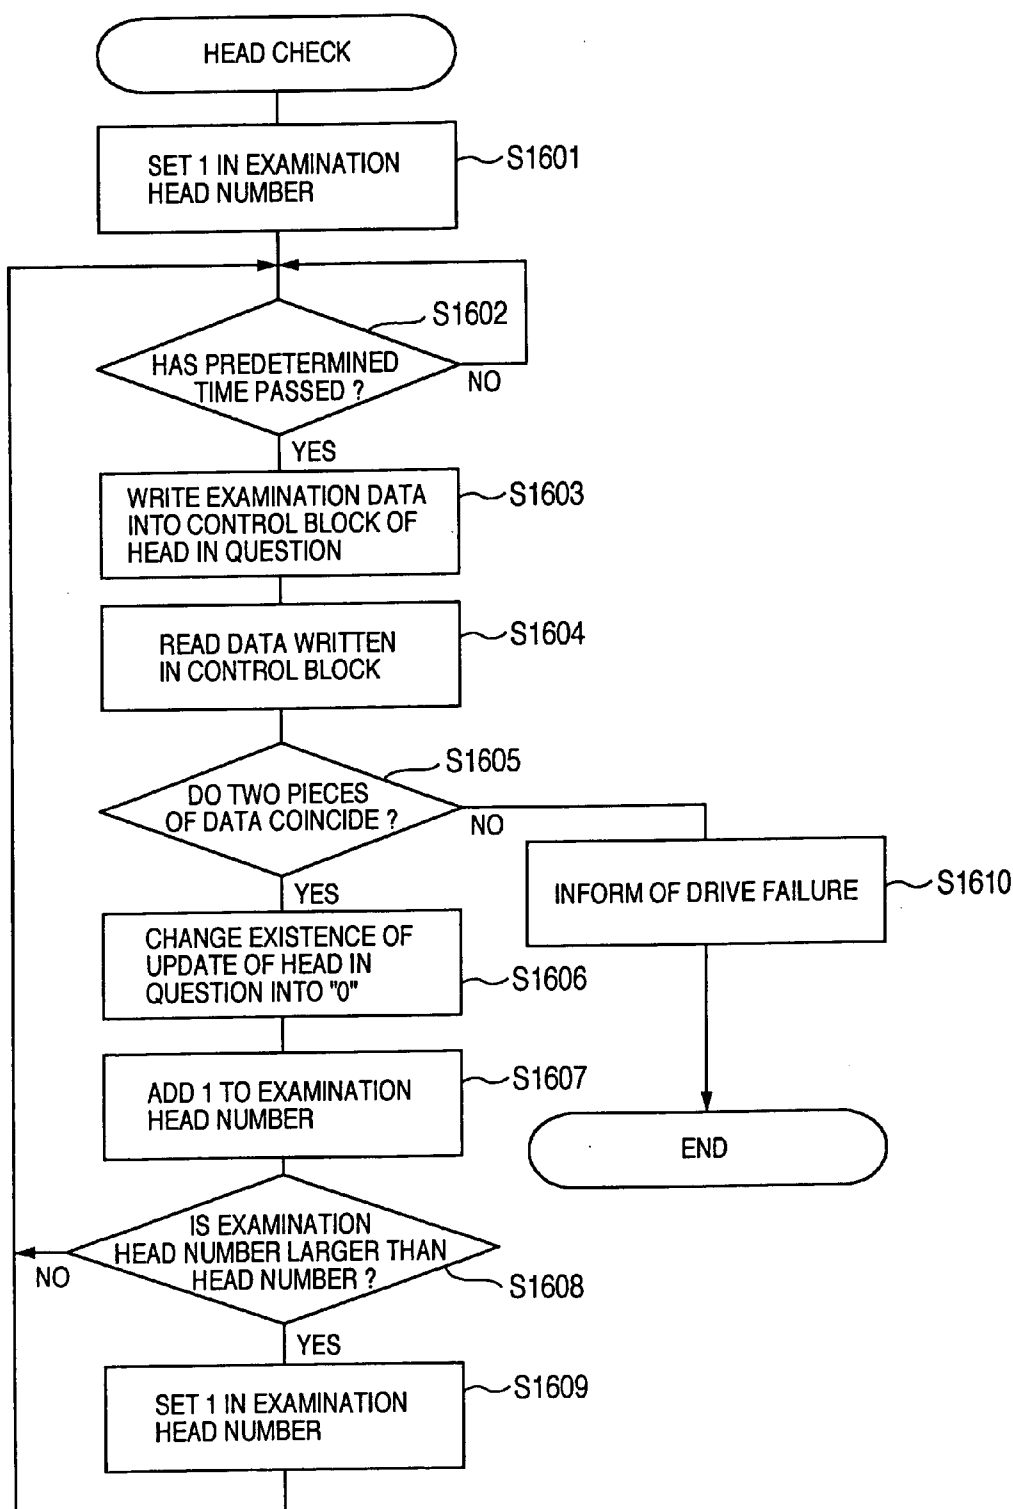 HEAD CHECK
SET 1 IN EXAMINATION
HEAD NUMBER
S1601
S1602
HAS PREDETERMINED
TIME PASSED ?
NO
YES
WRITE EXAMINATION DATA
INTO CONTROL BLOCK OF
HEAD IN QUESTION
S1603
READ DATA WRITTEN
IN CONTROL BLOCK
S1604
S1605
DO TWO PIECES
OF DATA COINCIDE ?
NO
YES
INFORM OF DRIVE FAILURE
S1610
CHANGE EXISTENCE OF
UPDATE OF HEAD IN
QUESTION INTO "0"
S1606
ADD 1 TO EXAMINATION
HEAD NUMBER
S1607
END
IS EXAMINATION
HEAD NUMBER LARGER THAN
HEAD NUMBER ?
NO
S1608
YES
SET 1 IN EXAMINATION
HEAD NUMBER
S1609